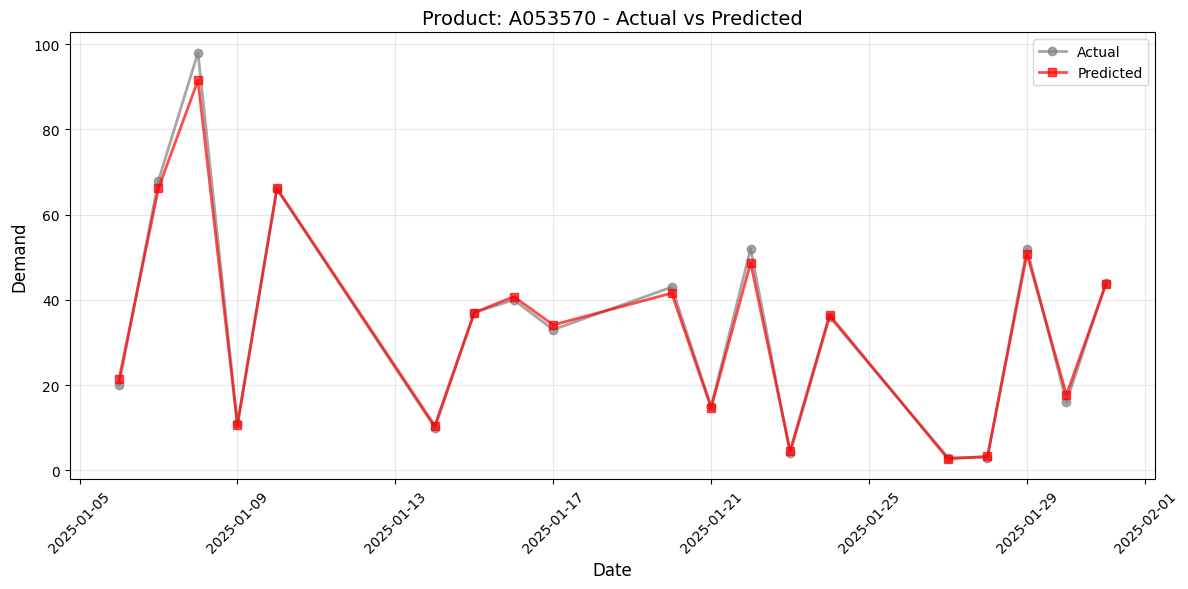 Product: A053570 - Actual vs Predicted
Actual
Predicted
Demand
100
80
60
40
20
0
2025-01-05
2025-01-09
2025-01-13
2025-01-17
2025-01-21
2025-01-25
2025-01-29
2025-02-01
Date